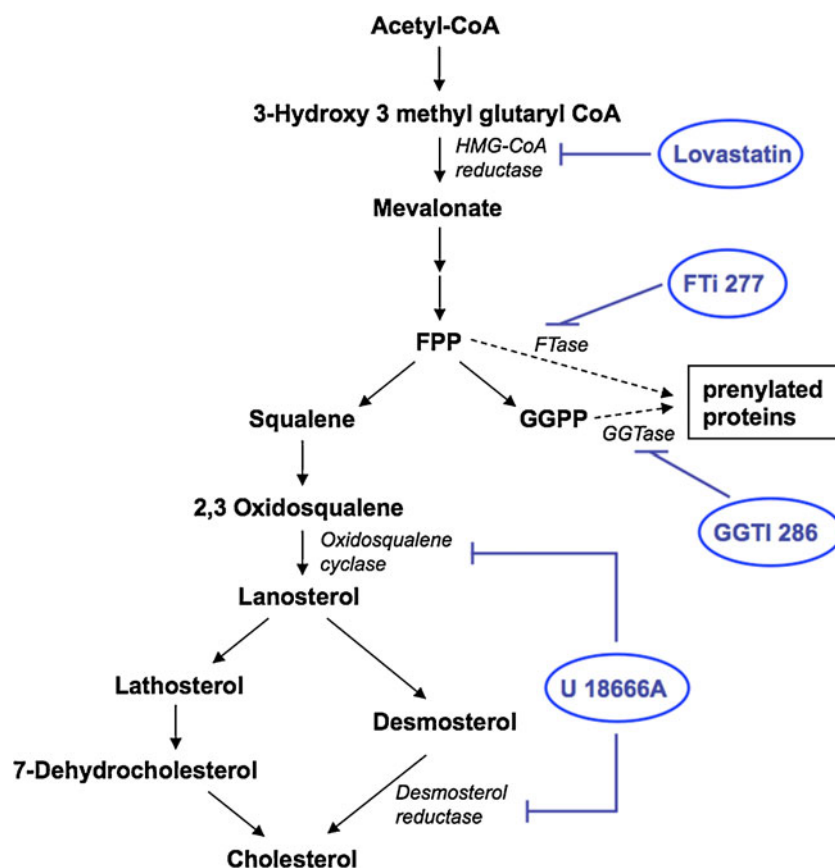 Acetyl-CoA
3-Hydroxy 3 methyl glutaryl CoA
HMG-CoA
reductase
Lovastatin
Mevalonate
FTi 277
FPP
FTase
prenylated
proteins
Squalene
GGPP
GGTase
2,3 Oxidosqualene
GGTI 286
Oxidosqualene
cyclase
Lanosterol
Lathosterol
U 18666A
Desmosterol
7-Dehydrocholesterol
Desmosterol
reductase
Cholesterol